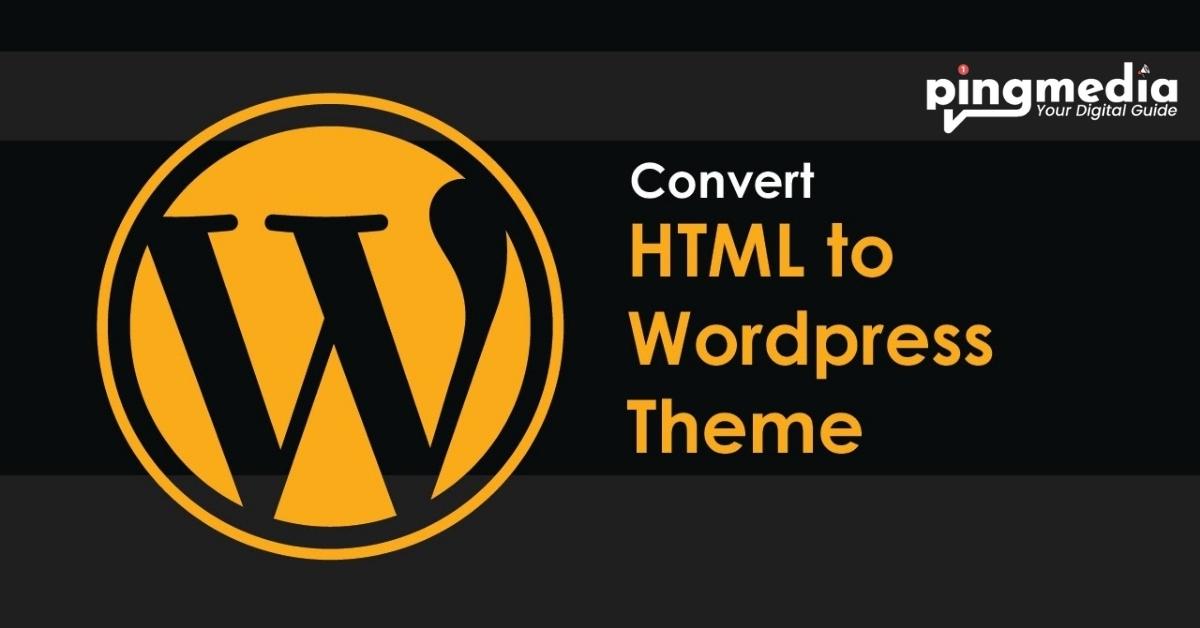 pingmedia
Your Digital Guide
Convert
HTML to
Wordpress
Theme